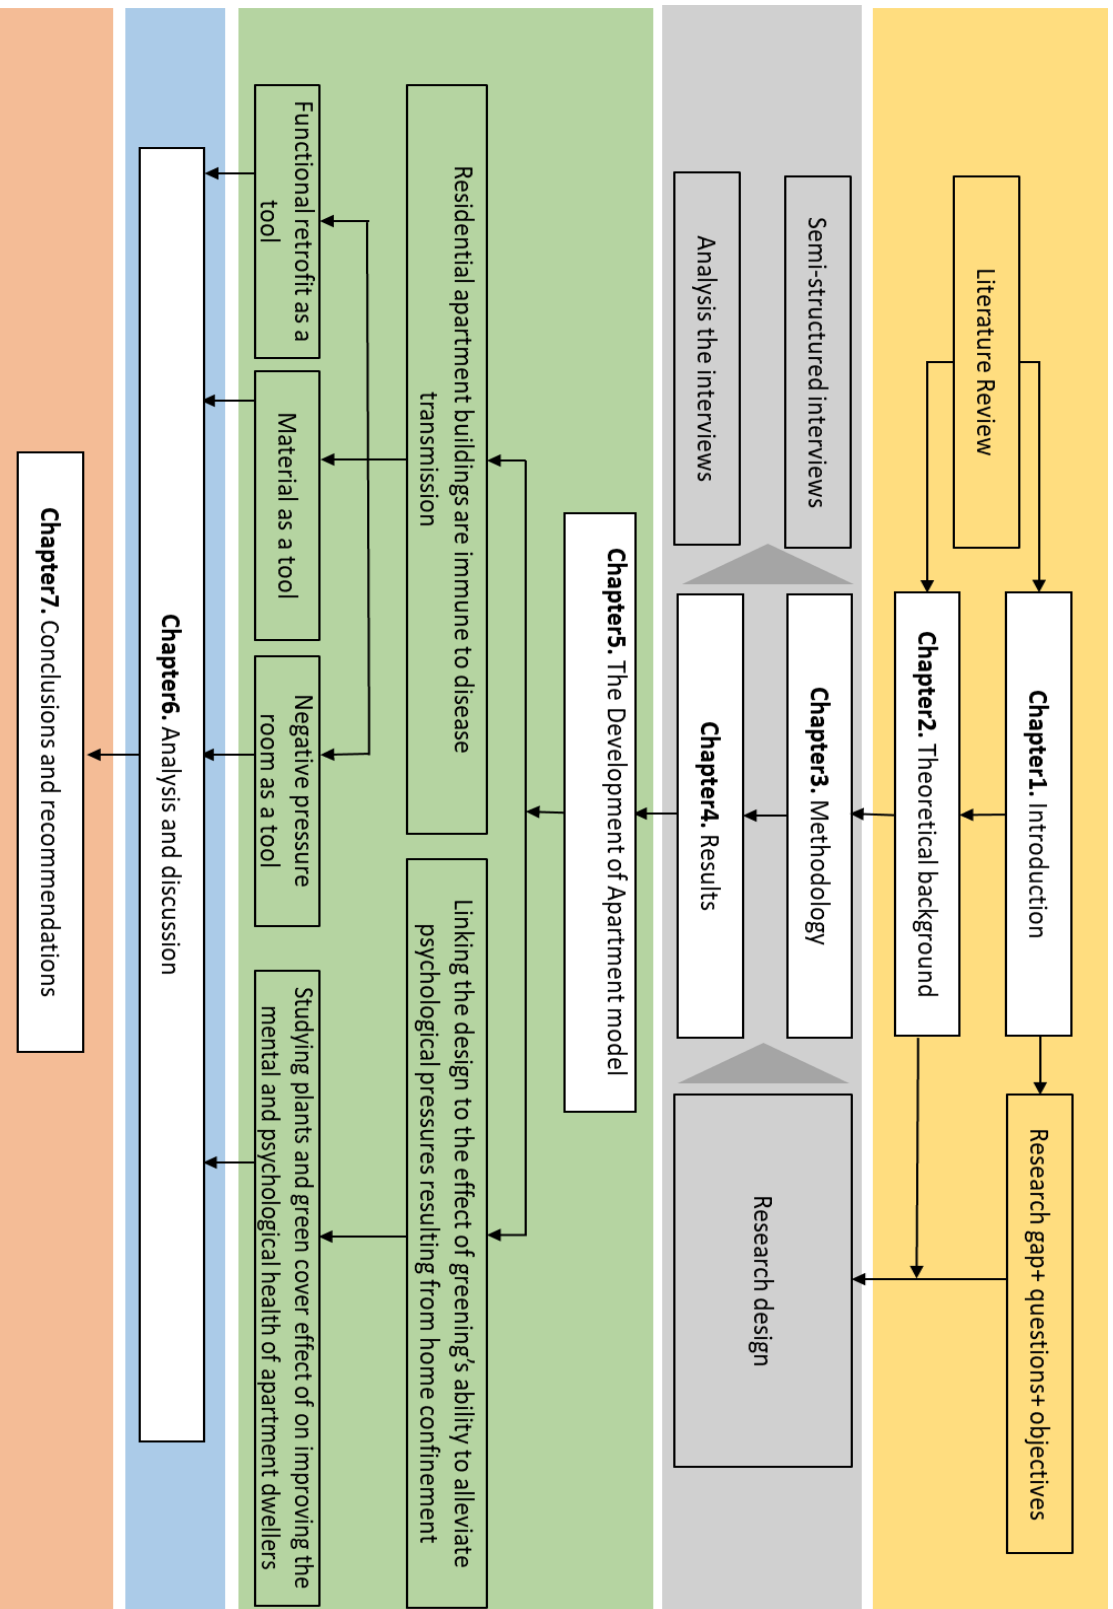 Literature Review
Chapter1. Introduction
Research gap+ questions+ objectives
Chapter2. Theoretical background
Semi-structured interviews
Chapter3. Methodology
Research design
Analysis the interviews
Chapter4. Results
Chapter5. The Development of Apartment model
Residential apartment buildings are immune to disease
transmission
Linking the design to the effect of greening’s ability to alleviate
psychological pressures resulting from home confinement
Functional retrofit as a
tool
Material as a tool
Negative pressure
room as a tool
Studying plants and green cover effect of on improving the
mental and psychological health of apartment dwellers
Chapter6. Analysis and discussion
Chapter7. Conclusions and recommendations